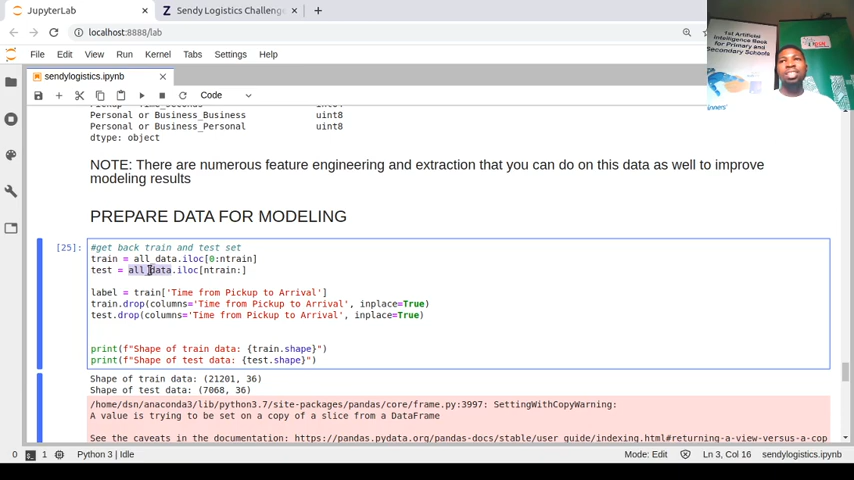 JupyterLab
Sendy Logistics Challenge
localhost:8888/lab
File Edit View Run Kernel Tabs Settings Help
sendylogistics.ipynb
Code
Personal or Business_Business uint8
Personal or Business_Personal uint8
dtype: object
NOTE: There are numerous feature engineering and extraction that you can do on this data as well to improve
modeling results
PREPARE DATA FOR MODELING
[25]:
#get back train and test set
train = all_data.iloc[0:ntrain]
test = all_data.iloc[ntrain:]
label = train['Time from Pickup to Arrival']
train.drop(columns='Time from Pickup to Arrival', inplace=True)
test.drop(columns='Time from Pickup to Arrival', inplace=True)
print(f"Shape of train data: {train.shape}")
print(f"Shape of test data: {test.shape}")
Shape of train data: (21201, 36)
Shape of test data: (7068, 36)
/home/dsn/anaconda3/lib/python3.7/site-packages/pandas/core/frame.py:3997: SettingWithCopyWarning:
A value is trying to be set on a copy of a slice from a DataFrame
See the caveats in the documentation: https://pandas.pydata.org/pandas-docs/stable/user_guide/indexing.html#returning-a-view-versus-a-cop
0 1 Python 3 | Idle
Mode: Edit Ln 3, Col 16 sendylogistics.ipynb
1st Artificial
Intelligence Book
for Primary and
Secondary Schools